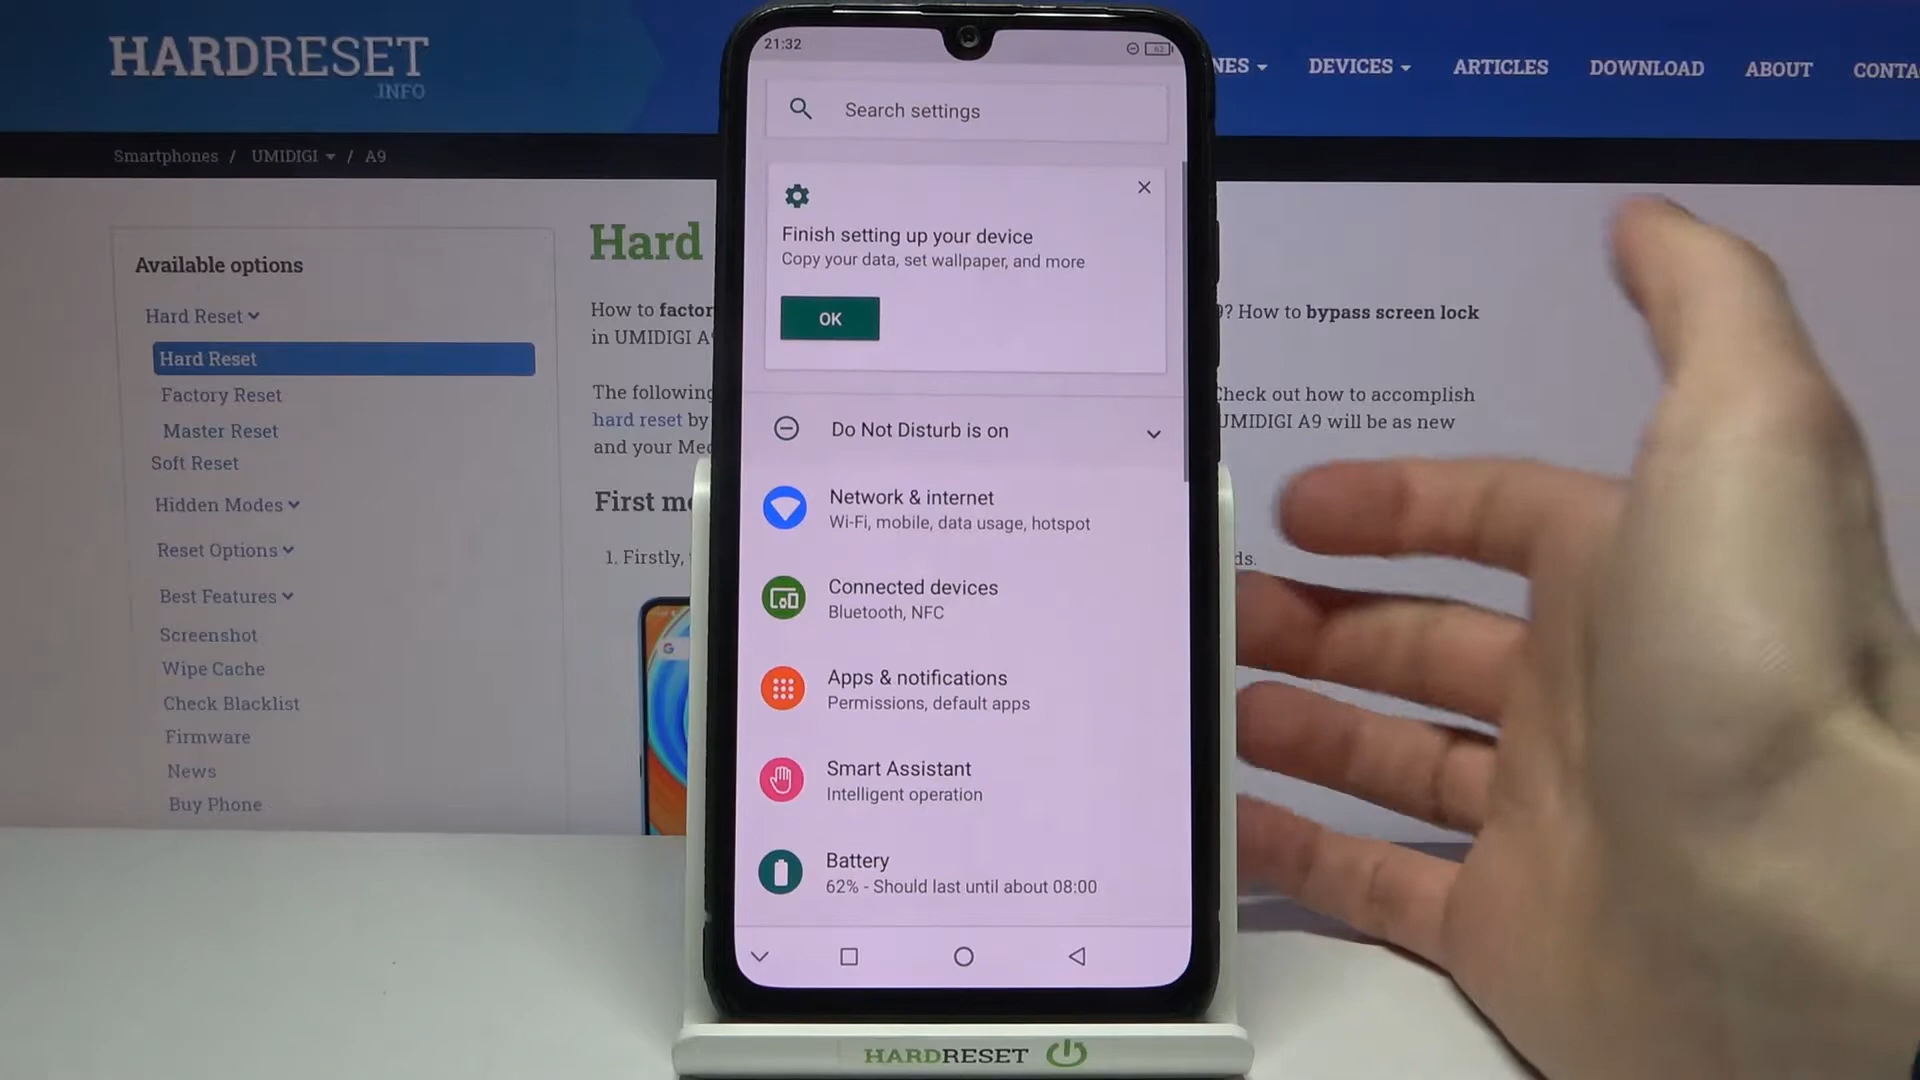 HARDRESET
.INFO
DEVICES
ARTICLES
DOWNLOAD
ABOUT
Smartphones / UMIDIGI / A9
Available options
Hard Reset
Hard Reset
Factory Reset
Master Reset
Soft Reset
Hidden Modes
Reset Options
Best Features
Screenshot
Wipe Cache
Check Blacklist
Firmware
News
Buy Phone
Hard
How to
in UMIDIGI
The following
hard reset by
and your
First
1. Firstly,
? How to bypass screen lock
Check out how to accomplish
UMIDIGI A9 will be as new
21:32
62
Search settings
Finish setting up your device
Copy your data, set wallpaper, and more
OK
Do Not Disturb is on
Network & internet
Wi-Fi, mobile, data usage, hotspot
Connected devices
Bluetooth, NFC
Apps & notifications
Permissions, default apps
Smart Assistant
Intelligent operation
Battery
62% - Should last until about 08:00
HARDRESET